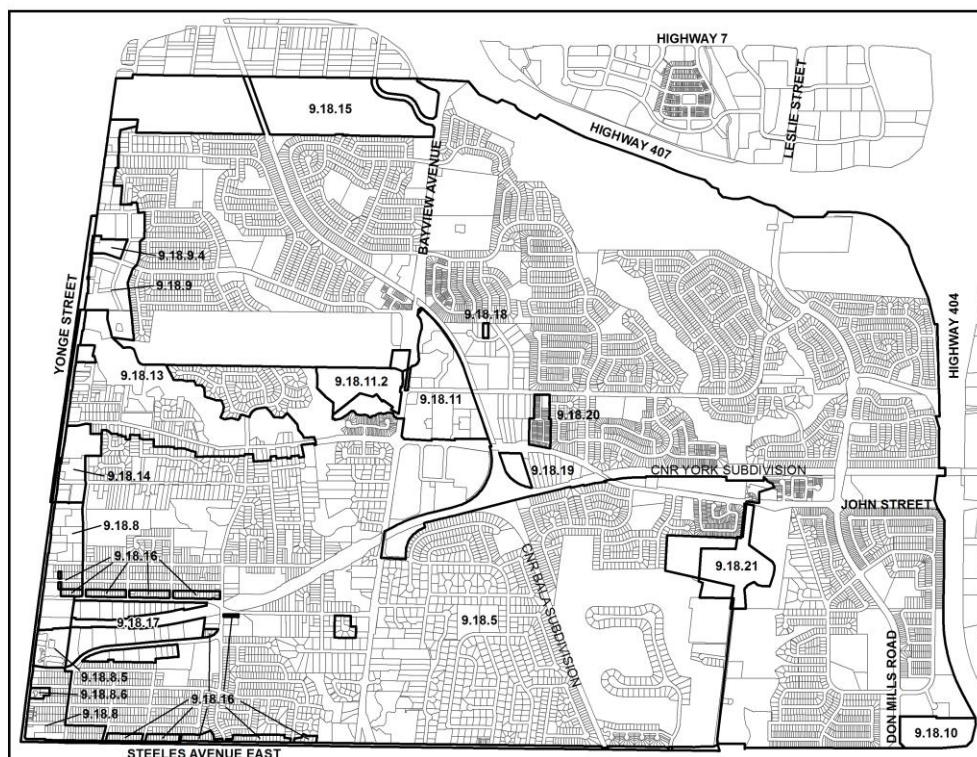 HIGHWAY 7
LESLIE STREET
HIGHWAY 407
9.18.15
BAYVIEW AVENUE
9.18.9.4
9.18.9
YONGE STREET
9.18.18
HIGHWAY 404
9.18.13
9.18.11.2
9.18.11
9.18.20
9.18.14
9.18.19
CNR YORK SUBDIVISION
JOHN STREET
9.18.8
9.18.16
9.18.21
9.18.17
9.18.5
CNR BALA SUBDIVISION
9.18.8.5
9.18.8.6
9.18.16
9.18.8
DON MILLS ROAD
9.18.10
STEELES AVENUE EAST